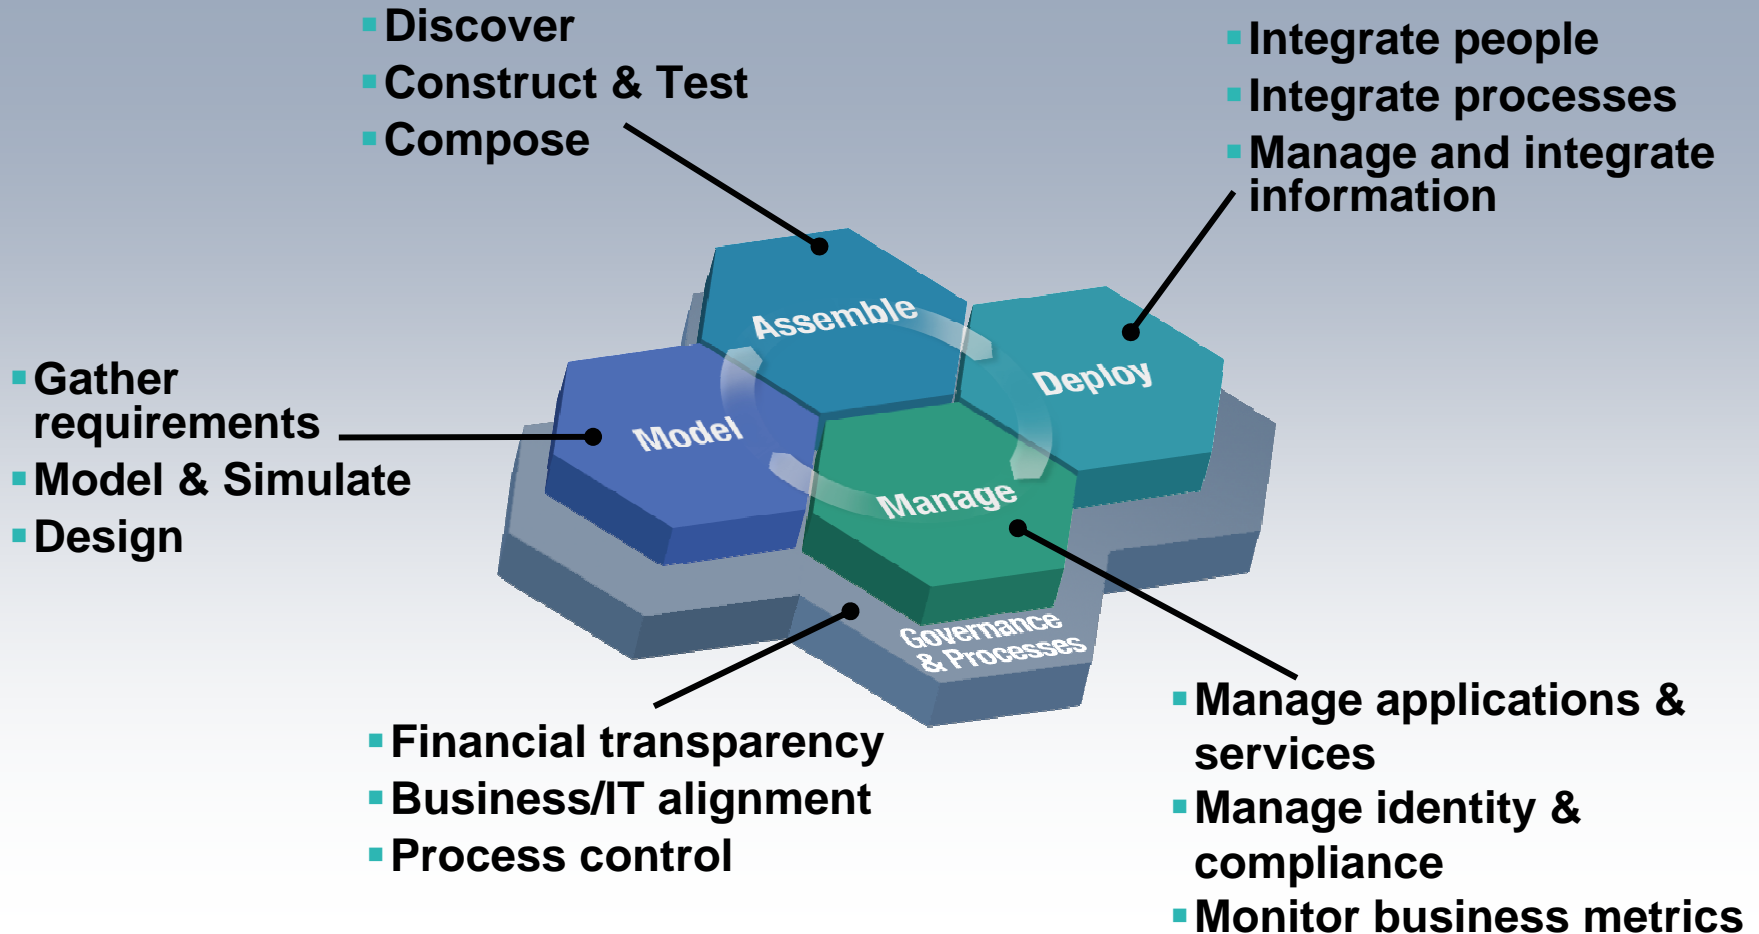 Discover
Construct & Test
Compose
Integrate people
Integrate processes
Manage and integrate
information
Assemble
Deploy
Gather
requirements
Model & Simulate
Design
Model
Manage
Governance
& Processes
Financial transparency
Business/IT alignment
Process control
Manage applications &
services
Manage identity &
compliance
Monitor business metrics